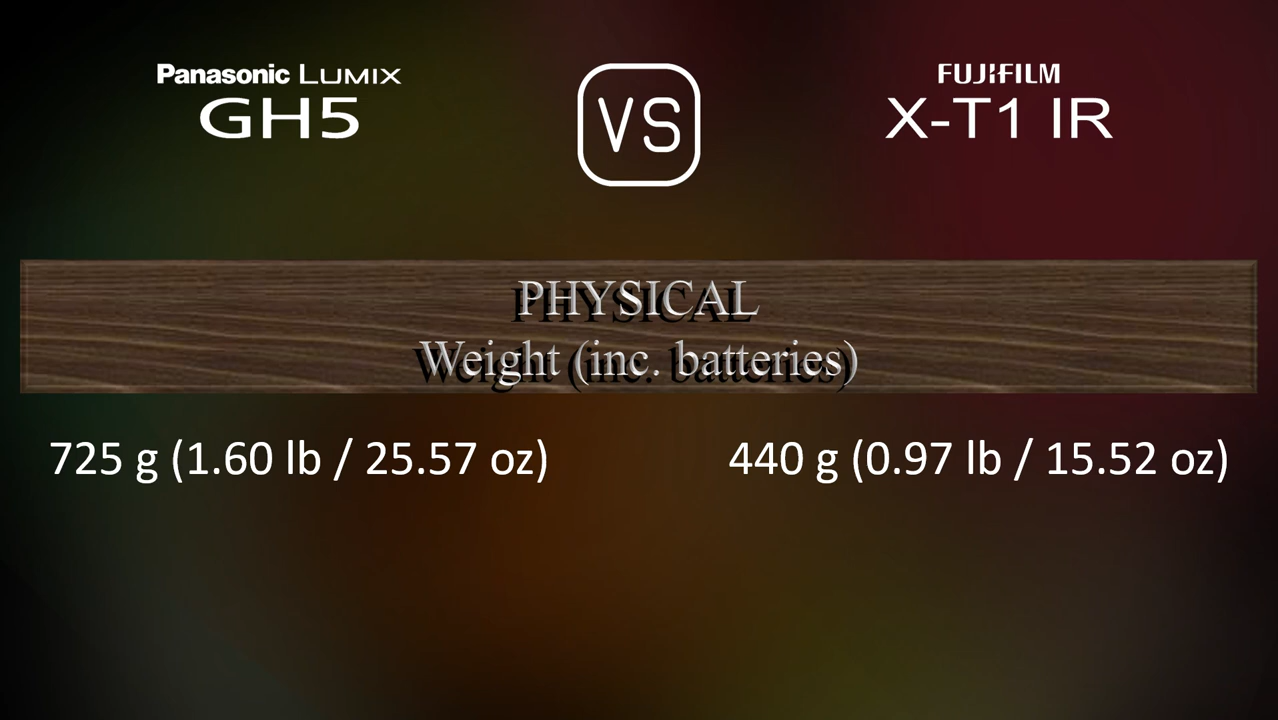 Panasonic LUMIX
GH5
VS
FUJIFILM
X-T1 IR
PHYSICAL
Weight (inc. batteries)
725 g (1.60 lb / 25.57 oz)
440 g (0.97 lb / 15.52 oz)